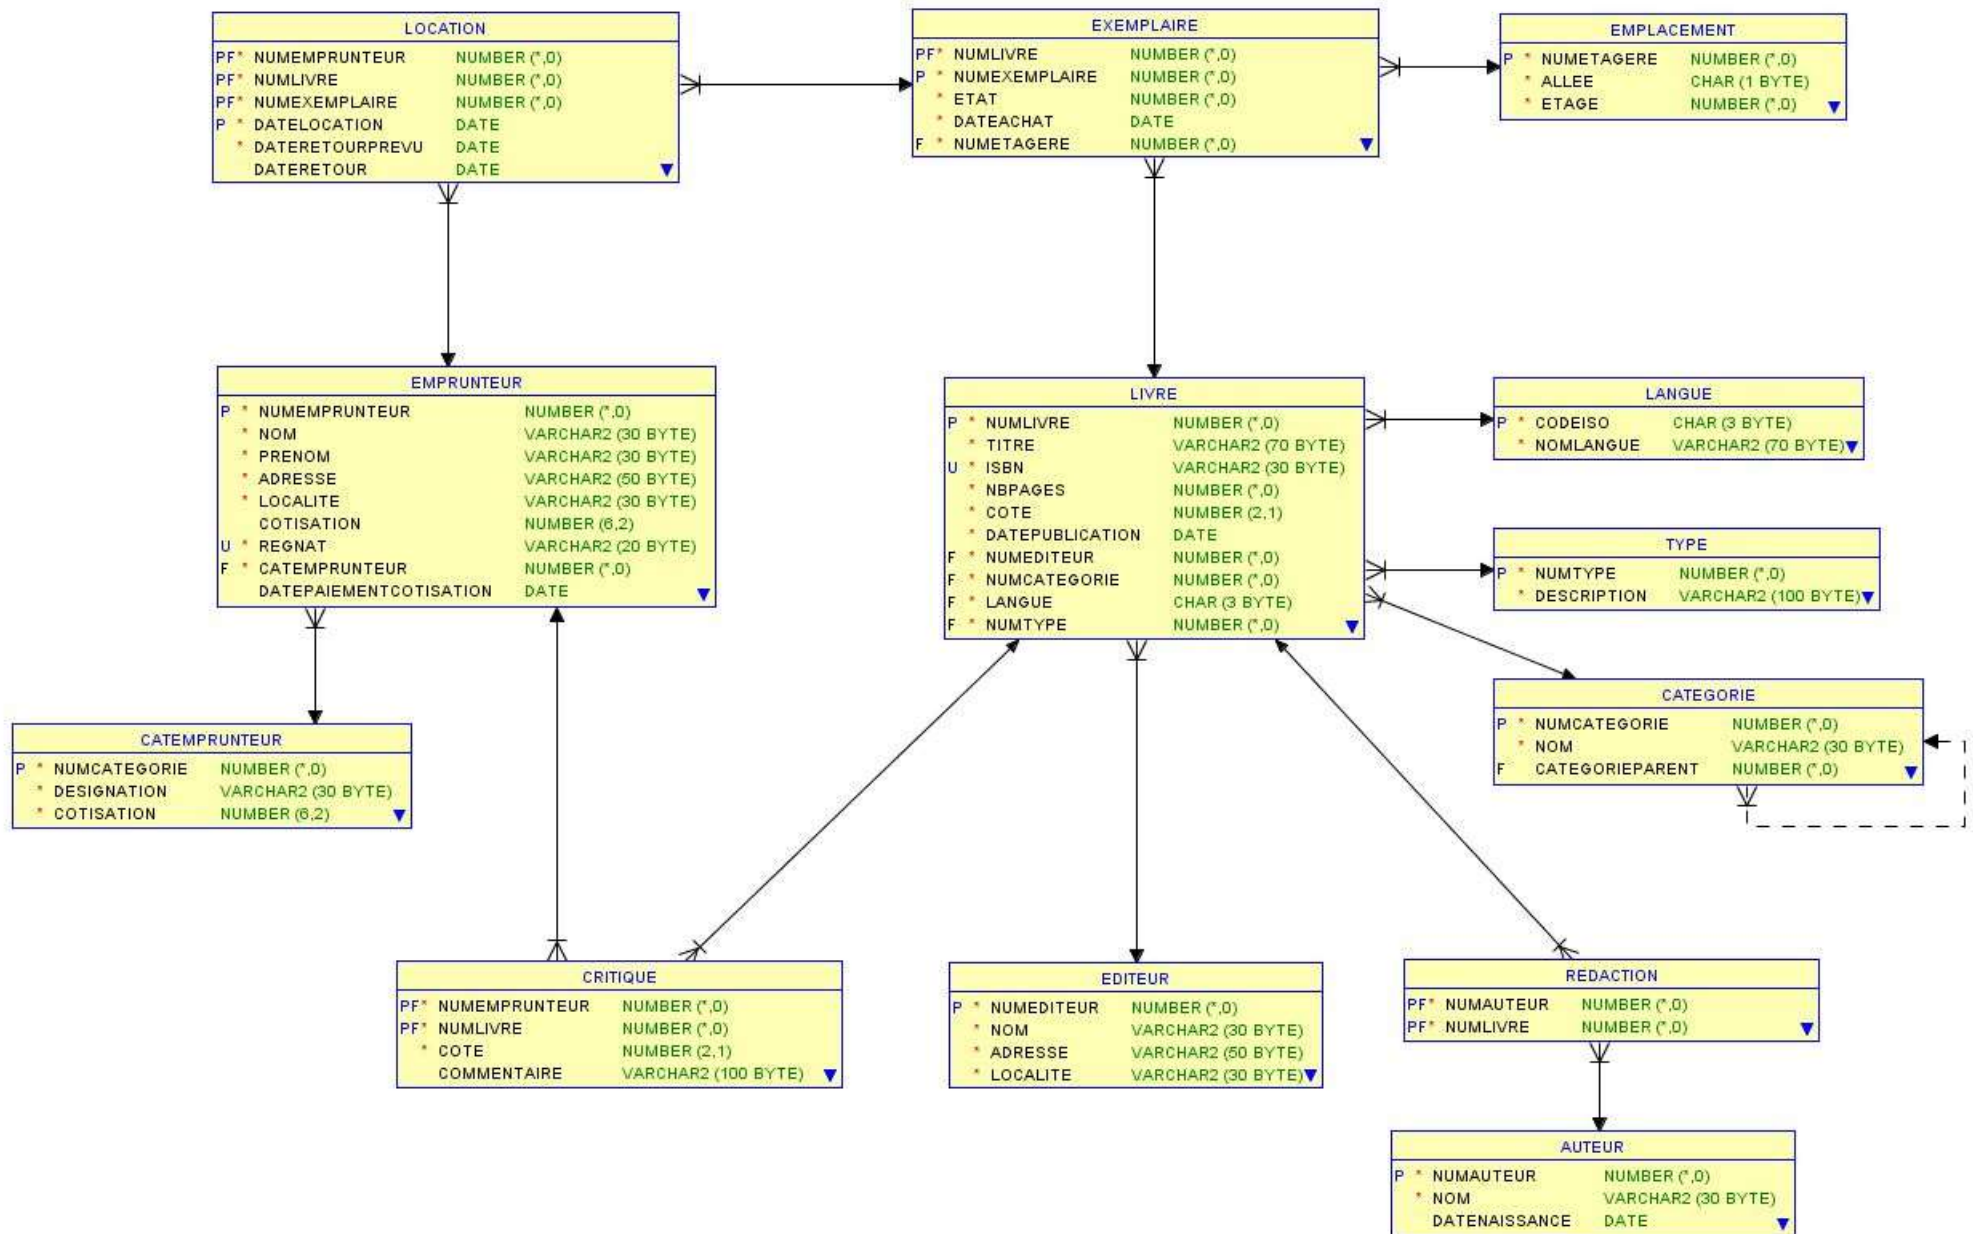 LOCATION
PF* NUMEMPRUNTEUR NUMBER (*,0)
PF* NUMLIVRE NUMBER (*,0)
PF* NUMEXEMPLAIRE NUMBER (*,0)
P * DATELOCATION DATE
* DATERETOURPREVU DATE
DATERETOUR DATE
EXEMPLAIRE
PF* NUMLIVRE NUMBER (*,0)
P * NUMEXEMPLAIRE NUMBER (*,0)
* ETAT NUMBER (*,0)
* DATEACHAT DATE
F * NUMETAGERE NUMBER (*,0)
EMPLACEMENT
P * NUMETAGERE NUMBER (*,0)
* ALLEE CHAR (1 BYTE)
* ETAGE NUMBER (*,0)
EMPRUNTEUR
P * NUMEMPRUNTEUR NUMBER (*,0)
* NOM VARCHAR2 (30 BYTE)
* PRENOM VARCHAR2 (30 BYTE)
* ADRESSE VARCHAR2 (50 BYTE)
* LOCALITE VARCHAR2 (30 BYTE)
COTISATION NUMBER (6,2)
U * REGNAT VARCHAR2 (20 BYTE)
F * CATEMPRUNTEUR NUMBER (*,0)
DATEPAIEMENTCOTISATION DATE
LIVRE
P * NUMLIVRE NUMBER (*,0)
* TITRE VARCHAR2 (70 BYTE)
U * ISBN VARCHAR2 (30 BYTE)
* NBPAGES NUMBER (*,0)
* COTE NUMBER (2,1)
* DATEPUBLICATION DATE
F * NUMEDITEUR NUMBER (*,0)
F * NUMCATEGORIE NUMBER (*,0)
F * LANGUE CHAR (3 BYTE)
F * NUMTYPE NUMBER (*,0)
LANGUE
P * CODEISO CHAR (3 BYTE)
* NOMLANGUE VARCHAR2 (70 BYTE)
TYPE
P * NUMTYPE NUMBER (*,0)
* DESCRIPTION VARCHAR2 (100 BYTE)
CATEGORIE
P * NUMCATEGORIE NUMBER (*,0)
* NOM VARCHAR2 (30 BYTE)
F CATEGORIEPARENT NUMBER (*,0)
CATEMPRUNTEUR
P * NUMCATEGORIE NUMBER (*,0)
* DESIGNATION VARCHAR2 (30 BYTE)
* COTISATION NUMBER (6,2)
CRITIQUE
PF* NUMEMPRUNTEUR NUMBER (*,0)
PF* NUMLIVRE NUMBER (*,0)
* COTE NUMBER (2,1)
COMMENTAIRE VARCHAR2 (100 BYTE)
EDITEUR
P * NUMEDITEUR NUMBER (*,0)
* NOM VARCHAR2 (30 BYTE)
* ADRESSE VARCHAR2 (50 BYTE)
* LOCALITE VARCHAR2 (30 BYTE)
REDACTION
PF* NUMAUTEUR NUMBER (*,0)
PF* NUMLIVRE NUMBER (*,0)
AUTEUR
P * NUMAUTEUR NUMBER (*,0)
* NOM VARCHAR2 (30 BYTE)
DATENAISSANCE DATE